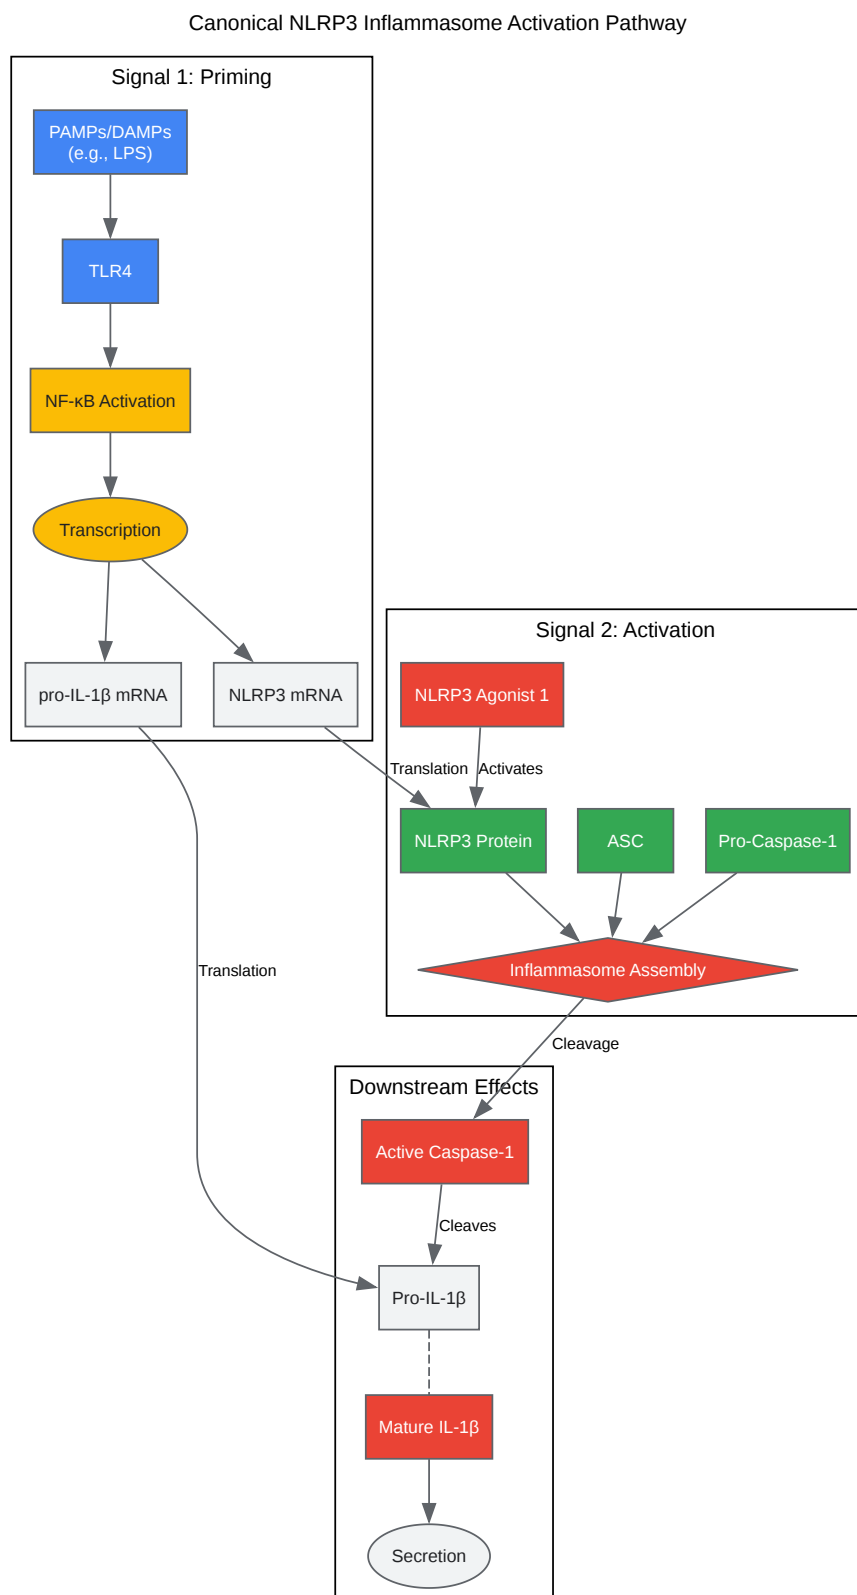 Canonical NLRP3 Inflammasome Activation Pathway
Signal 1: Priming
PAMPs/DAMPs
(e.g., LPS)
TLR4
NF-κB Activation
Transcription
pro-IL-1β mRNA
NLRP3 mRNA
Signal 2: Activation
NLRP3 Agonist 1
Translation
Activates
NLRP3 Protein
ASC
Pro-Caspase-1
Inflammasome Assembly
Translation
Cleavage
Downstream Effects
Active Caspase-1
Cleaves
Pro-IL-1β
Mature IL-1β
Secretion